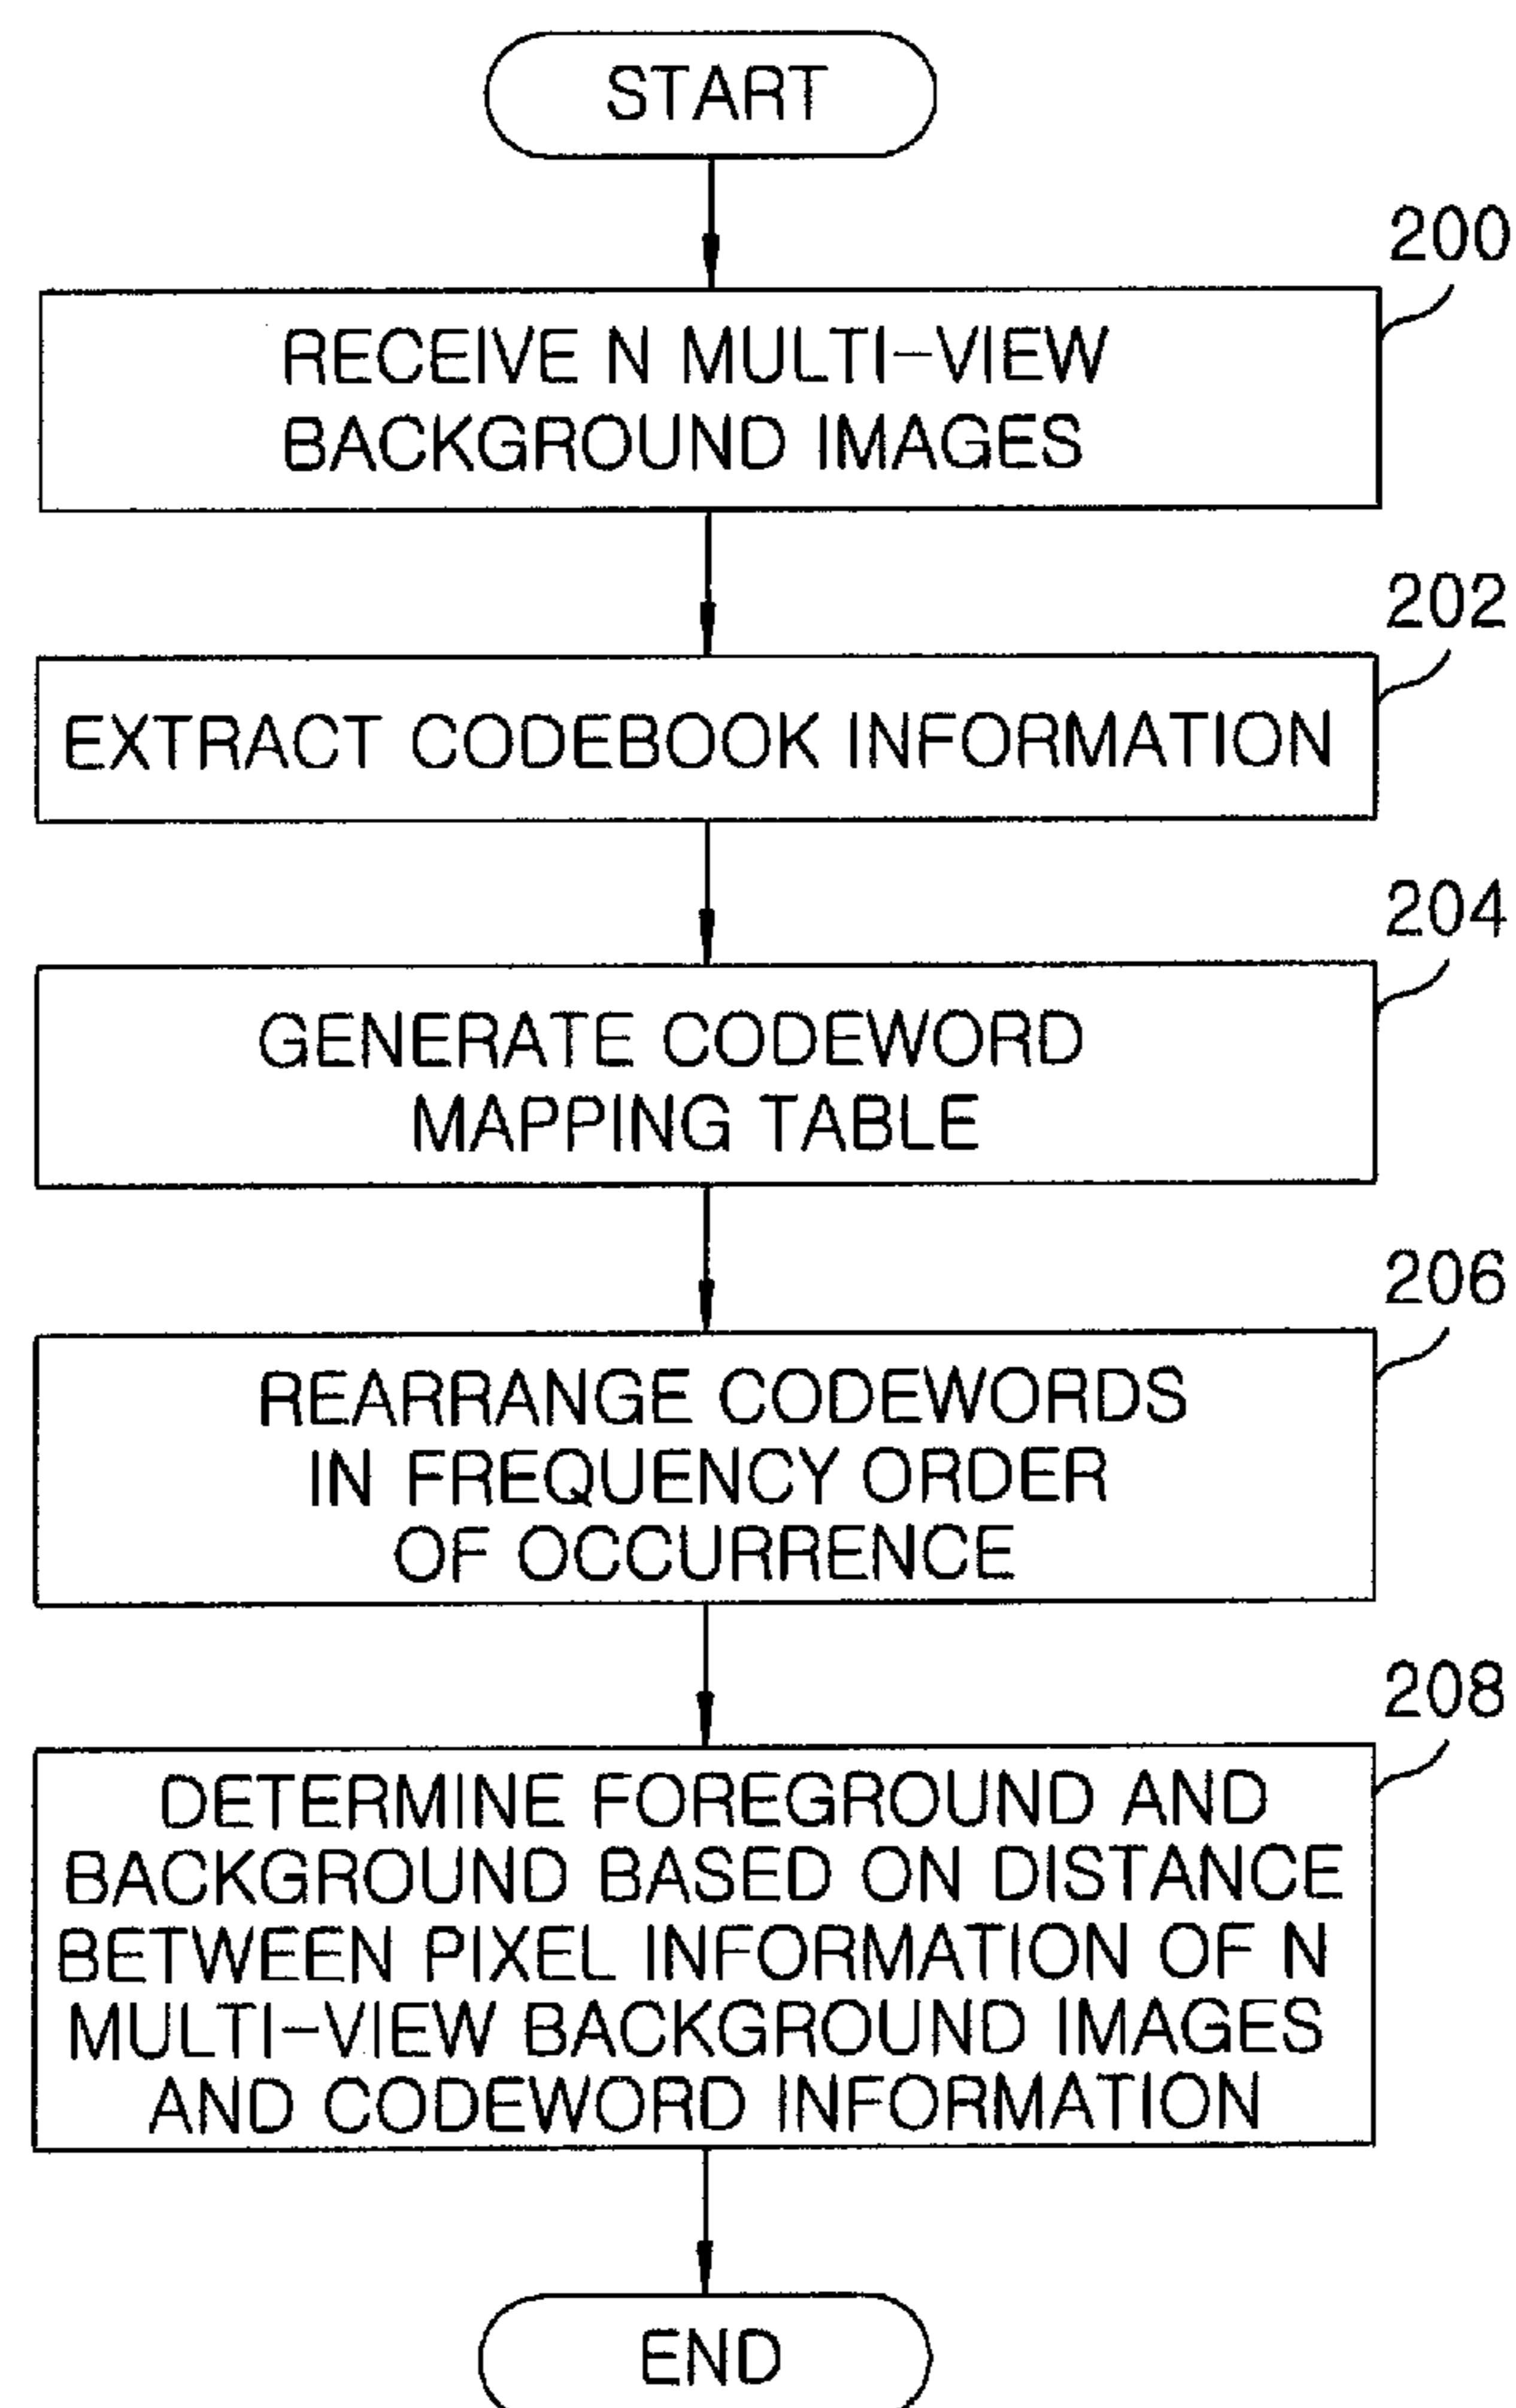 START
200
RECEIVE N MULTI-VIEW
BACKGROUND IMAGES
202
EXTRACT CODEBOOK INFORMATION
204
GENERATE CODEWORD
MAPPING TABLE
206
REARRANGE CODEWORDS
IN FREQUENCY ORDER
OF OCCURRENCE
208
DETERMINE FOREGROUND AND
BACKGROUND BASED ON DISTANCE
BETWEEN PIXEL INFORMATION OF N
MULTI-VIEW BACKGROUND IMAGES
AND CODEWORD INFORMATION
END